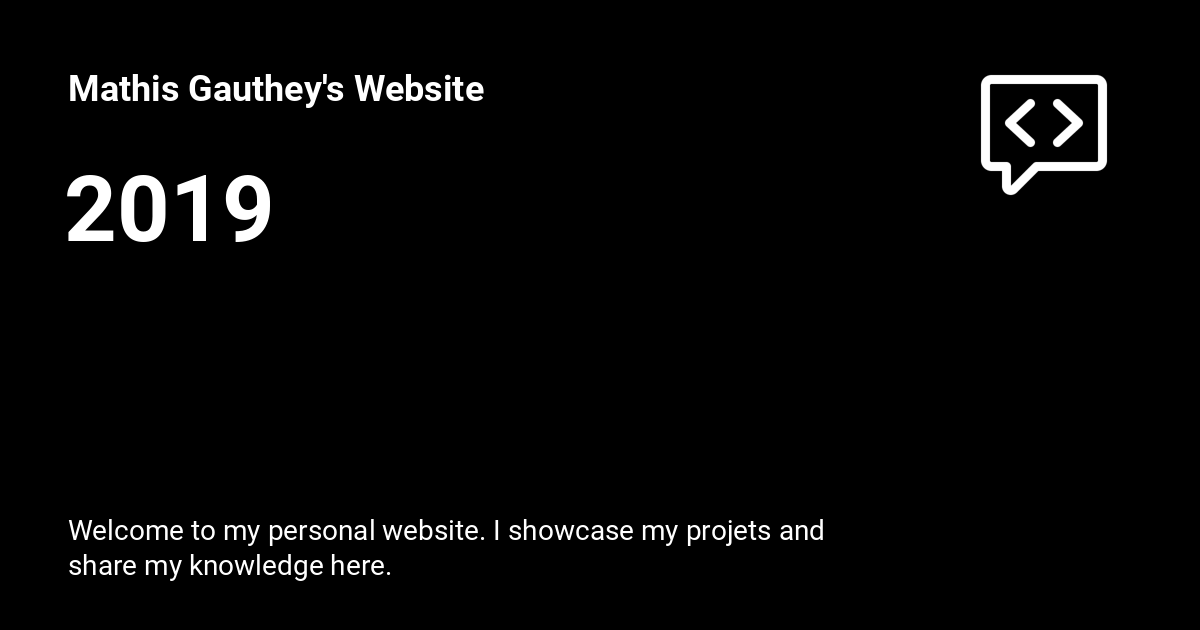 Mathis Gauthey's Website
2019
Welcome to my personal website. I showcase my projets and
share my knowledge here.